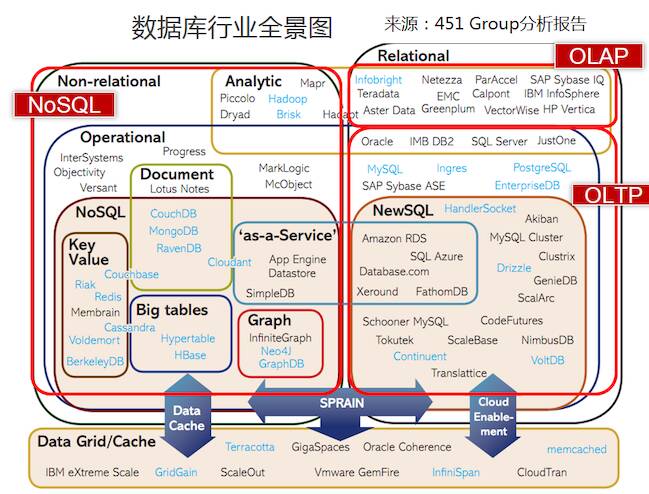 数据库行业全景图
来源：451 Group分析报告
Relational
OLAP
Non-relational
Analytic
Mapr
Piccolo
Hadoop
Dryad
Brisk
Hadapt
Infobright
Netezza
ParAccel
SAP Sybase IQ
Teradata
EMC
Calpont
IBM InfoSphere
Aster Data
Greenplum
VectorWise
HP Vertica
NoSQL
Operational
Oracle
IMB DB2
SQL Server
JustOne
Progress
InterSystems
Objectivity
Versant
Document
Lotus Notes
MarkLogic
McObject
MySQL
Ingres
PostgreSQL
SAP Sybase ASE
EnterpriseDB
OLTP
NoSQL
CouchDB
MongoDB
RavenDB
Cloudant
Key
Value
Couchbase
Riak
Redis
Membrain
Cassandra
Voldemort
BerkeleyDB
Big tables
Hypertable
HBase
‘as-a-Service’
App Engine
Datastore
SimpleDB
Graph
InfiniteGraph
Neo4J
GraphDB
NewSQL
HandlerSocket
Akiban
Amazon RDS
SQL Azure
Database.com
Xeround
FathomDB
MySQL Cluster
Clustrix
Drizzle
GenieDB
ScalArc
Schooner MySQL
CodeFutures
Tokutek
ScaleBase
NimbusDB
Continuent
VoltDB
Translattice
Data
Cache
SPRAIN
Cloud
Enable-
ment
Data Grid/Cache
Terracotta
GigaSpaces
Oracle Coherence
memcached
IBM eXtreme Scale
GridGain
ScaleOut
Vmware GemFire
InfiniSpan
CloudTran